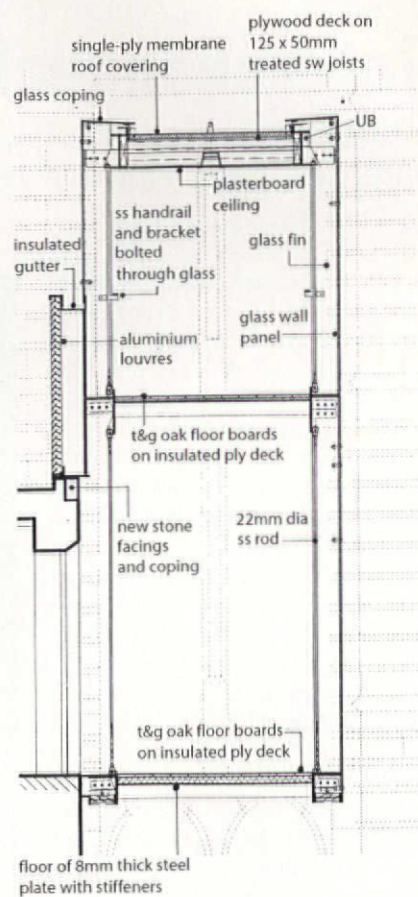 single-ply membrane
roof covering
plywood deck on
125 x 50mm
treated sw joists
glass coping
UB
plasterboard
ceiling
ss handrail
and bracket
bolted
through glass
insulated
gutter
glass fin
aluminium
louvres
glass wall
panel
t&g oak floor boards
on insulated ply deck
new stone
facings
and coping
22mm dia
ss rod
t&g oak floor boards
on insulated ply deck
floor of 8mm thick steel
plate with stiffeners